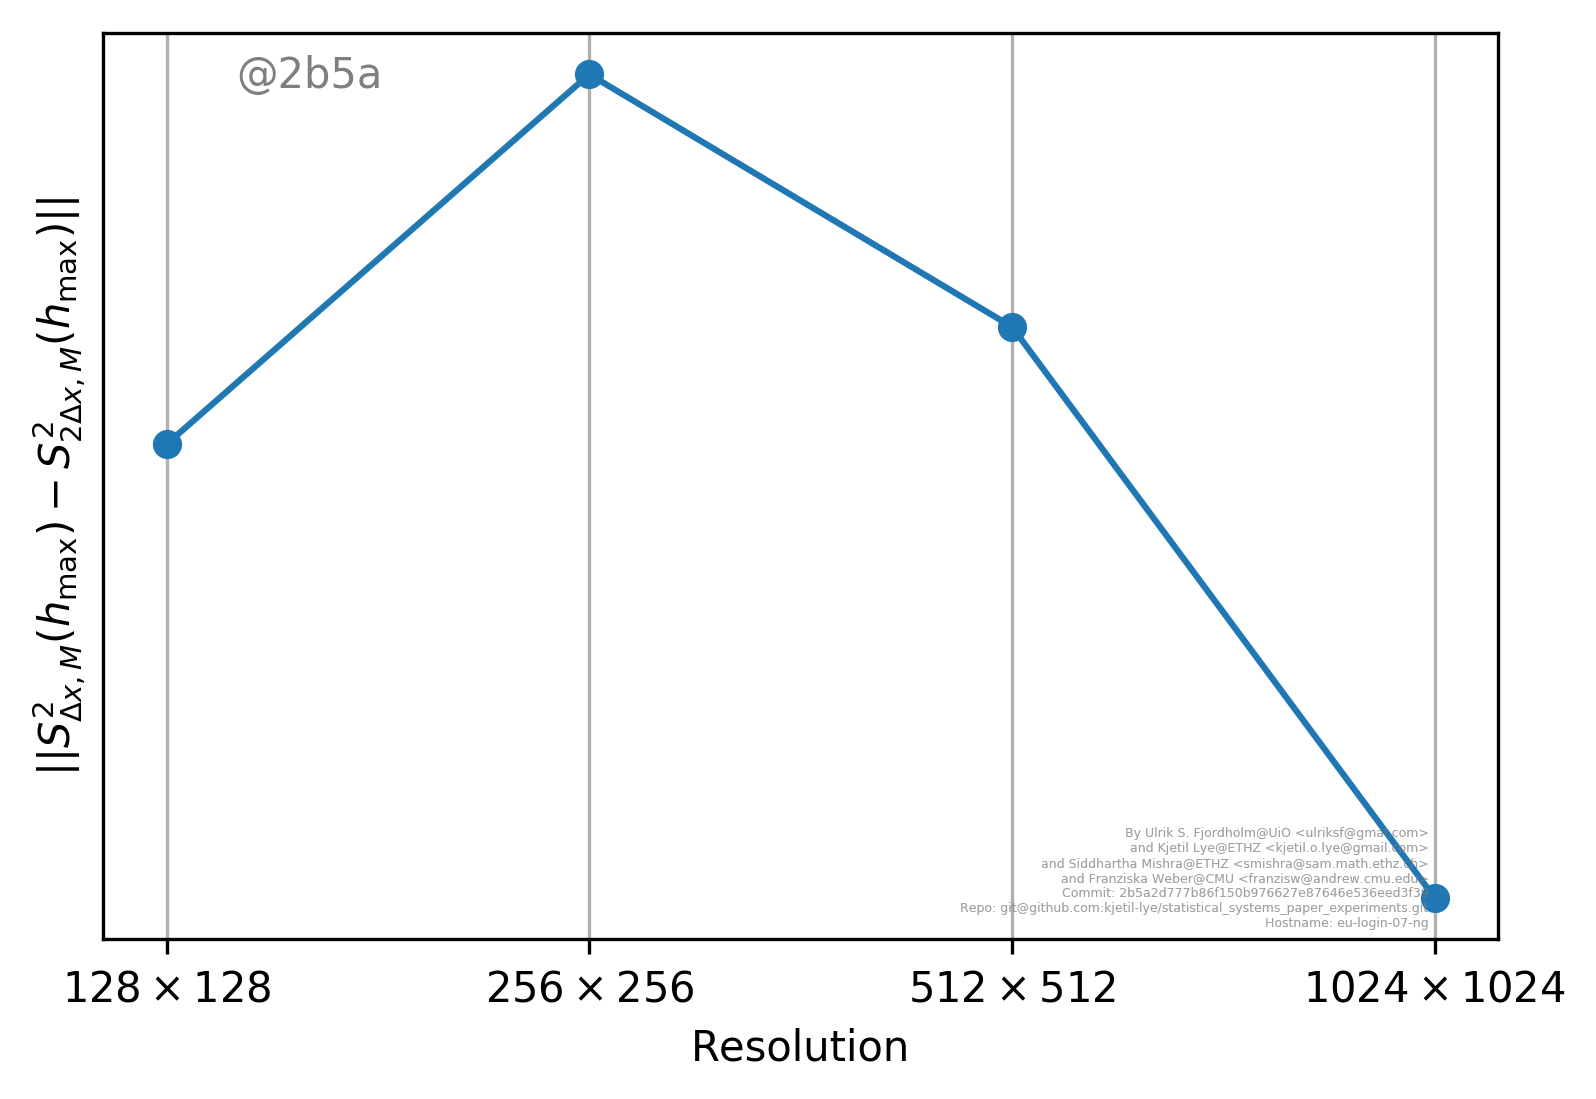 @2b5a
||S²_{Δx, M}(h_max) − S²_{2Δx, M}(h_max)||
By Ulrik S. Fjordholm@UiO <ulriksf@gmail.com>
and Kjetil Lye@ETHZ <kjetil.o.lye@gmail.com>
and Siddhartha Mishra@ETHZ <smishra@sam.math.ethz.ch>
and Franziska Weber@CMU <franzisw@andrew.cmu.edu>
Commit:
Repo: git@github.com:kjetil-lye/statistical_systems_paper_experiments.git
Hostname: eu-login-07-ng
128 × 128
256 × 256
512 × 512
1024 × 1024
Resolution